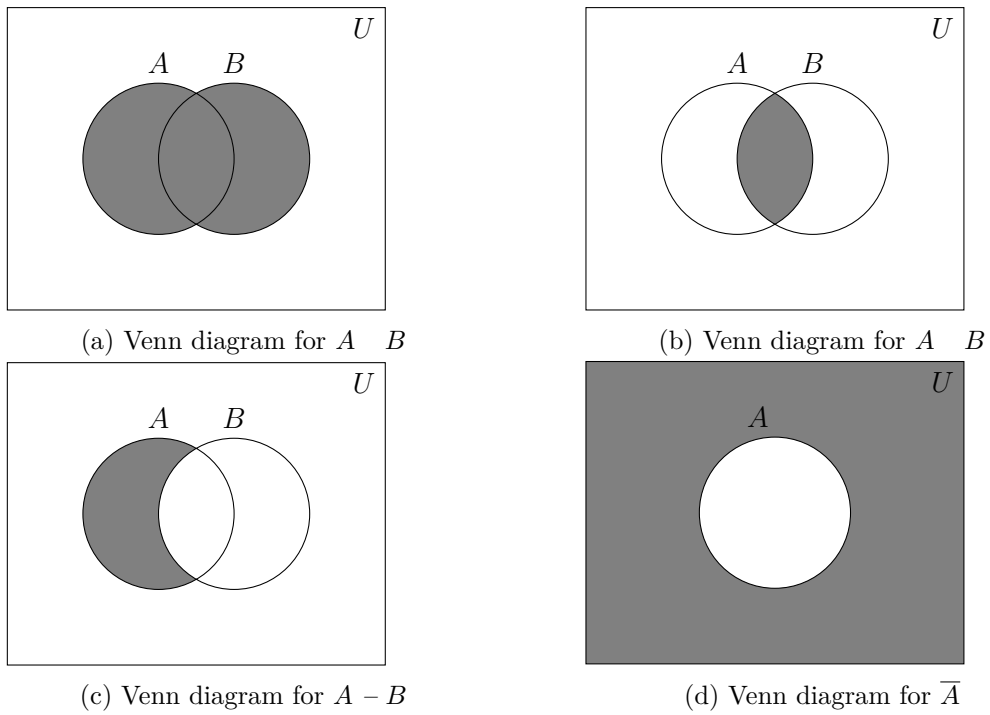 U
A B
(a) Venn diagram for A B
U
A B
(b) Venn diagram for A B
U
A B
(c) Venn diagram for A – B
U
A
(d) Venn diagram for A̅